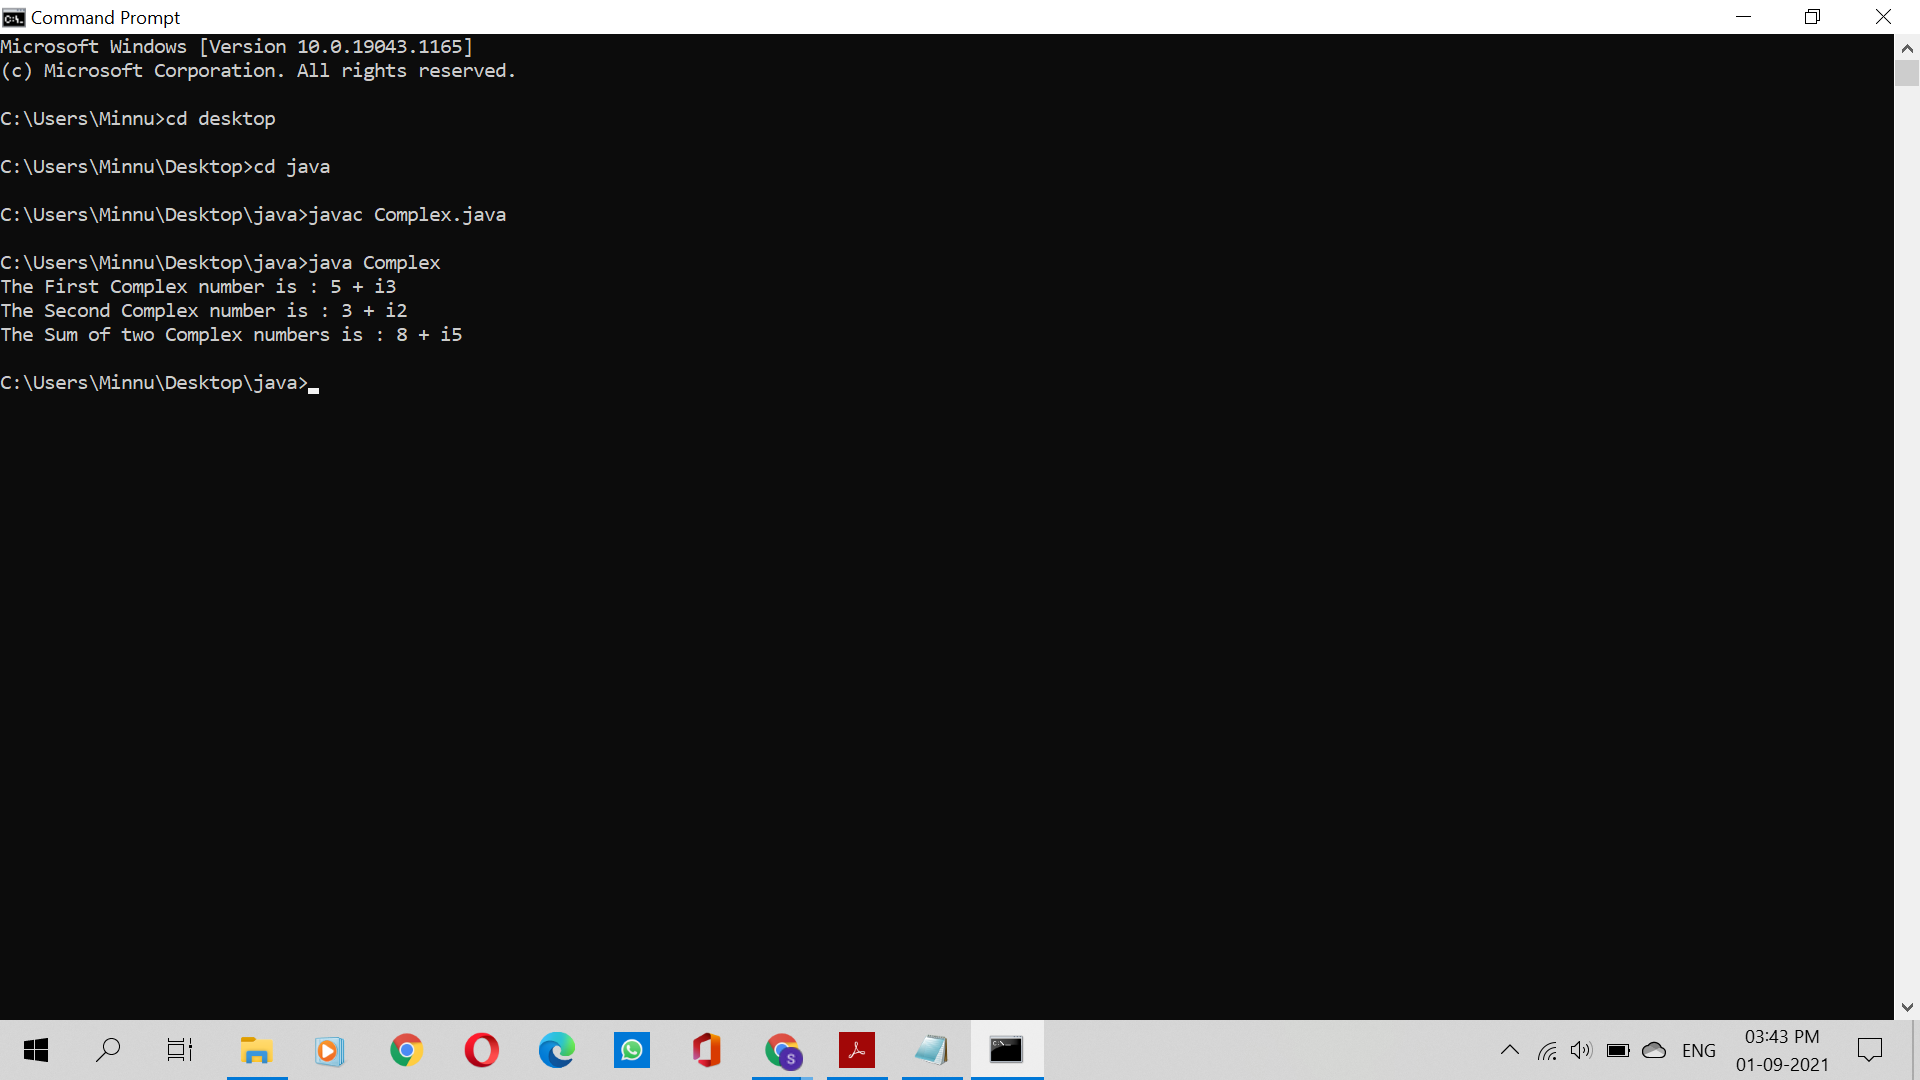 Command Prompt
Microsoft Windows [Version 10.0.19043.1165]
(c) Microsoft Corporation. All rights reserved.
C:\Users\Minnu>cd desktop
C:\Users\Minnu\Desktop>cd java
C:\Users\Minnu\Desktop\java>javac Complex.java
C:\Users\Minnu\Desktop\java>java Complex
The First Complex number is : 5 + i3
The Second Complex number is : 3 + i2
The Sum of two Complex numbers is : 8 + i5
C:\Users\Minnu\Desktop\java>
S
ENG
03:43 PM
01-09-2021